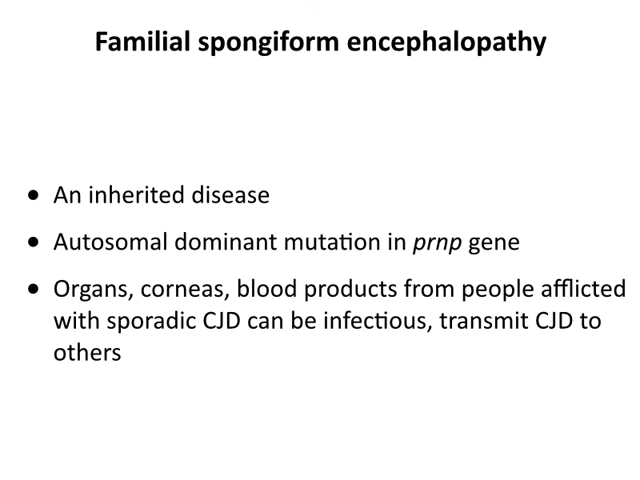 Familial spongiform encephalopathy
• An inherited disease
• Autosomal dominant mutation in prnp gene
• Organs, corneas, blood products from people afflicted
with sporadic CJD can be infectious, transmit CJD to
others